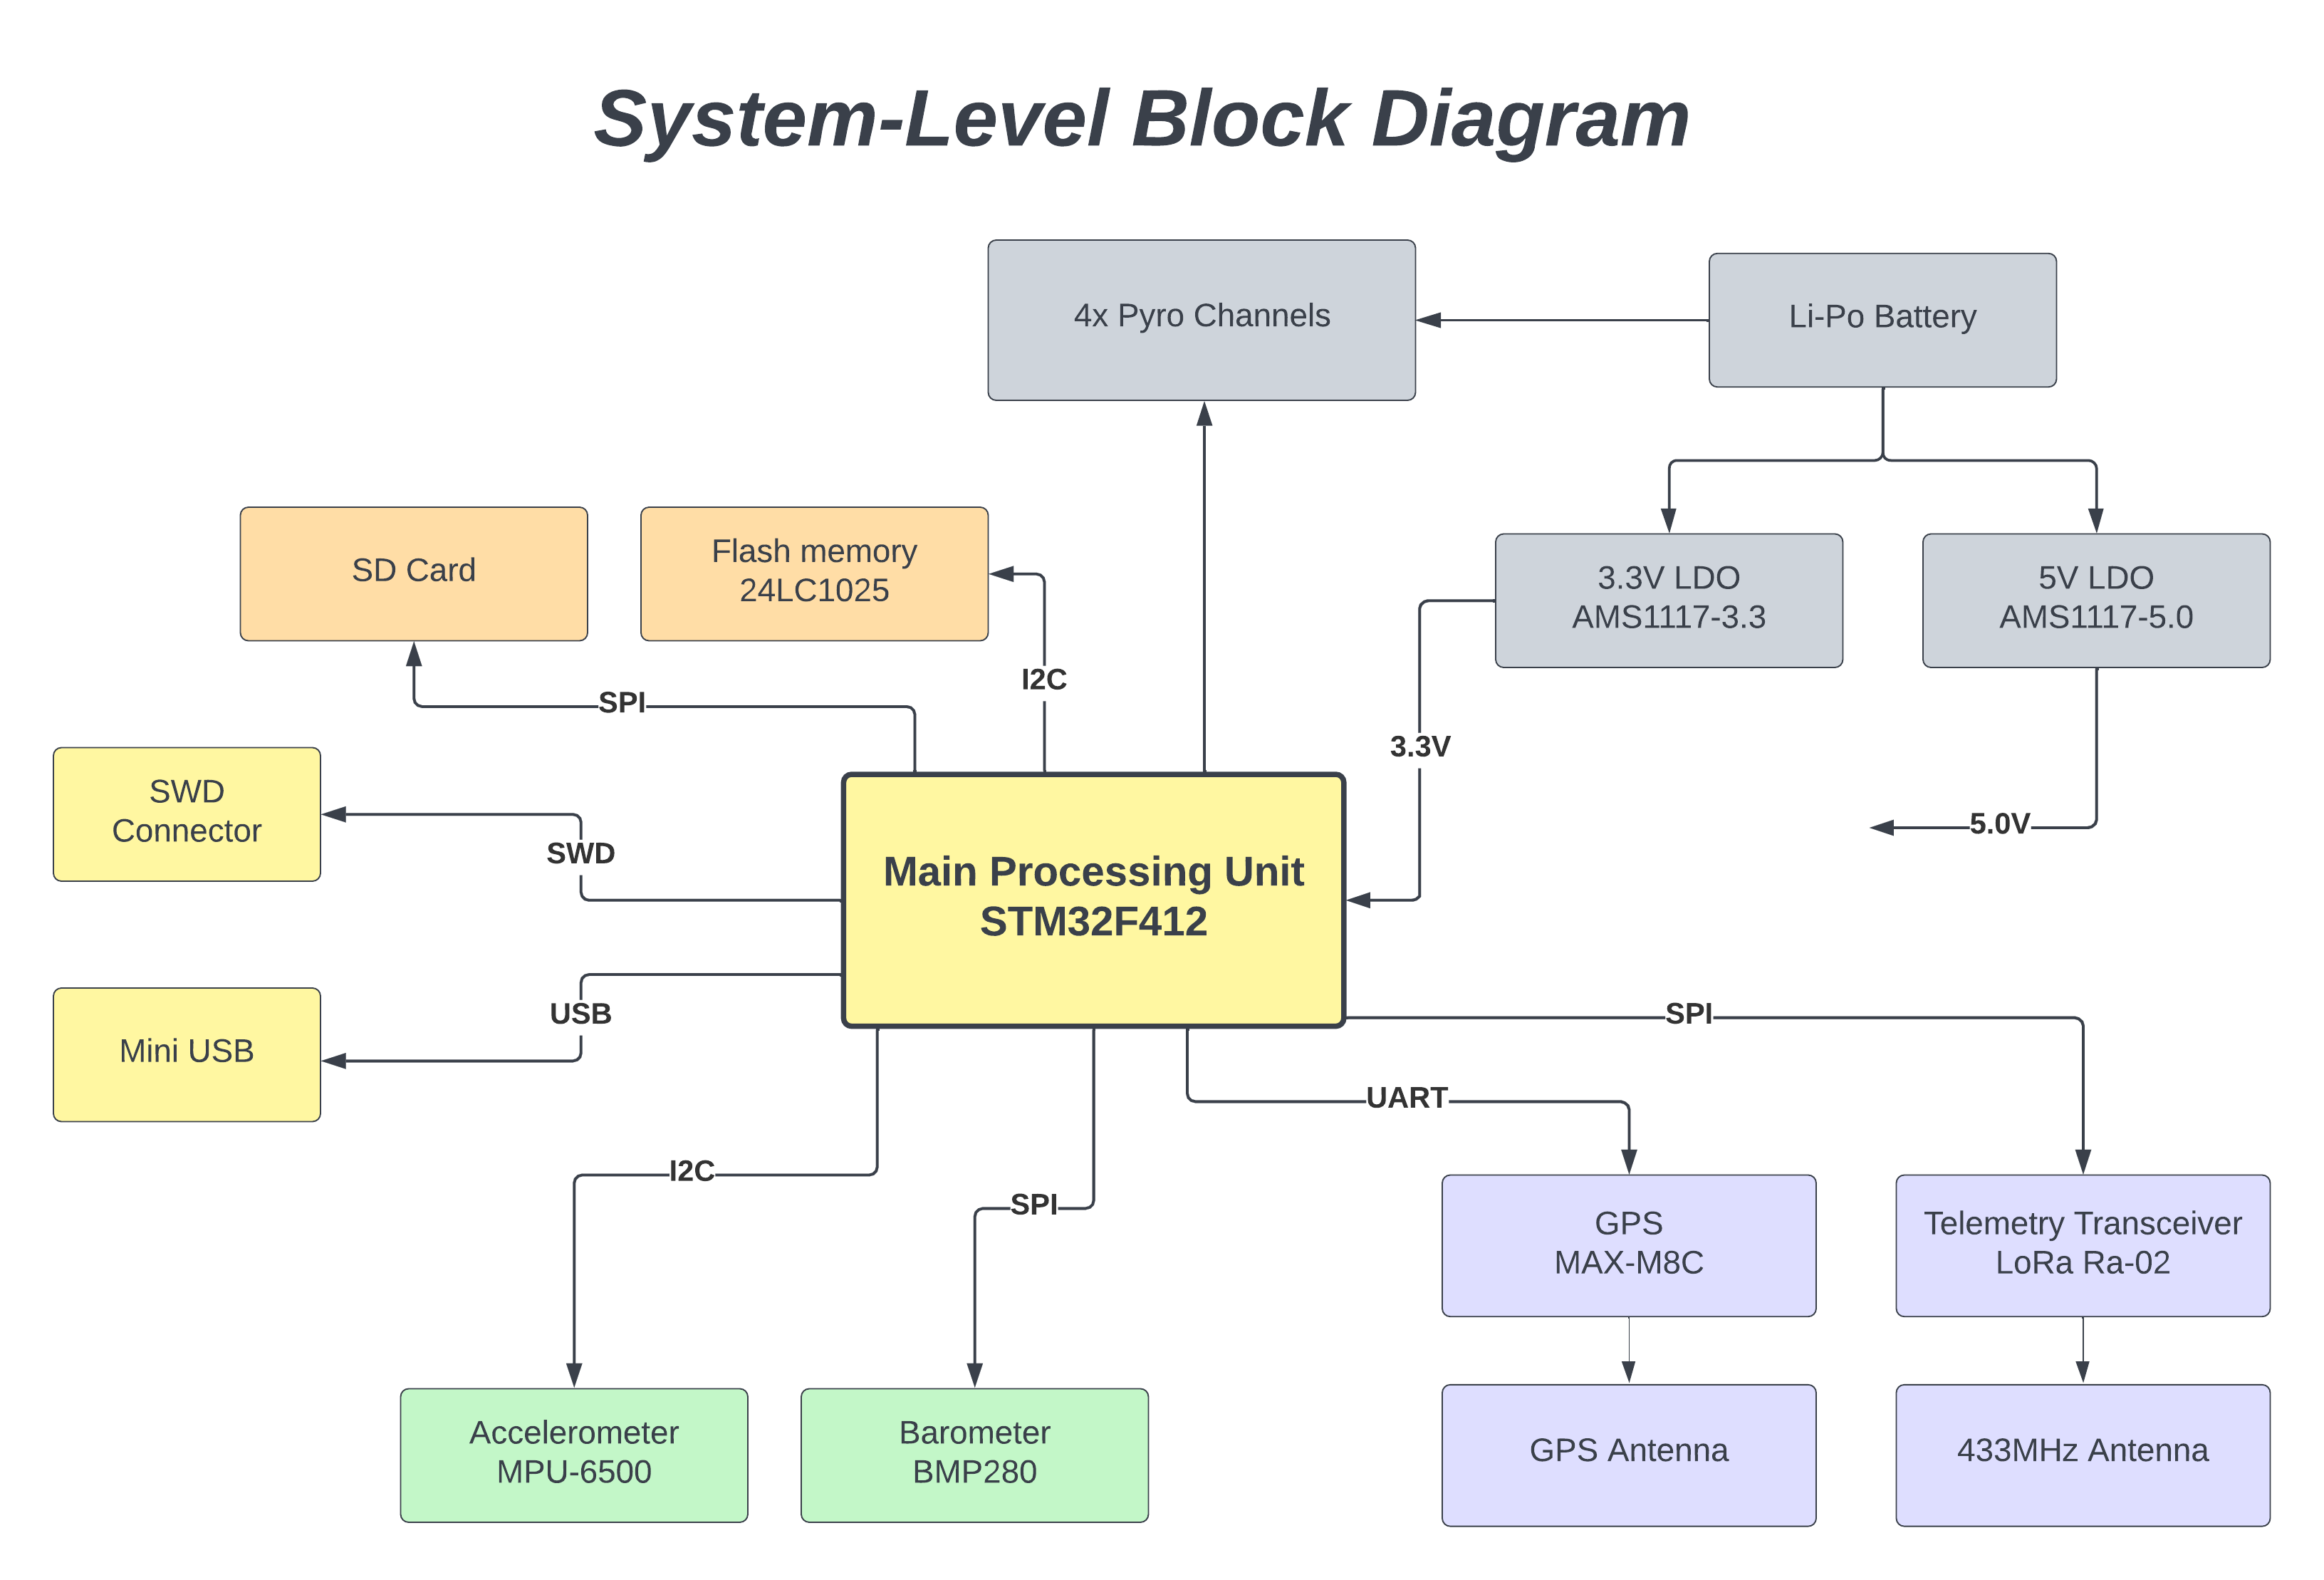 System-Level Block Diagram
4x Pyro Channels
Li-Po Battery
SD Card
Flash memory
24LC1025
3.3V LDO
AMS1117-3.3
5V LDO
AMS1117-5.0
I2C
SPI
3.3V
SWD
Connector
SWD
5.0V
Main Processing Unit
STM32F412
Mini USB
USB
SPI
UART
I2C
SPI
GPS
MAX-M8C
Telemetry Transceiver
LoRa Ra-02
Accelerometer
MPU-6500
Barometer
BMP280
GPS Antenna
433MHz Antenna